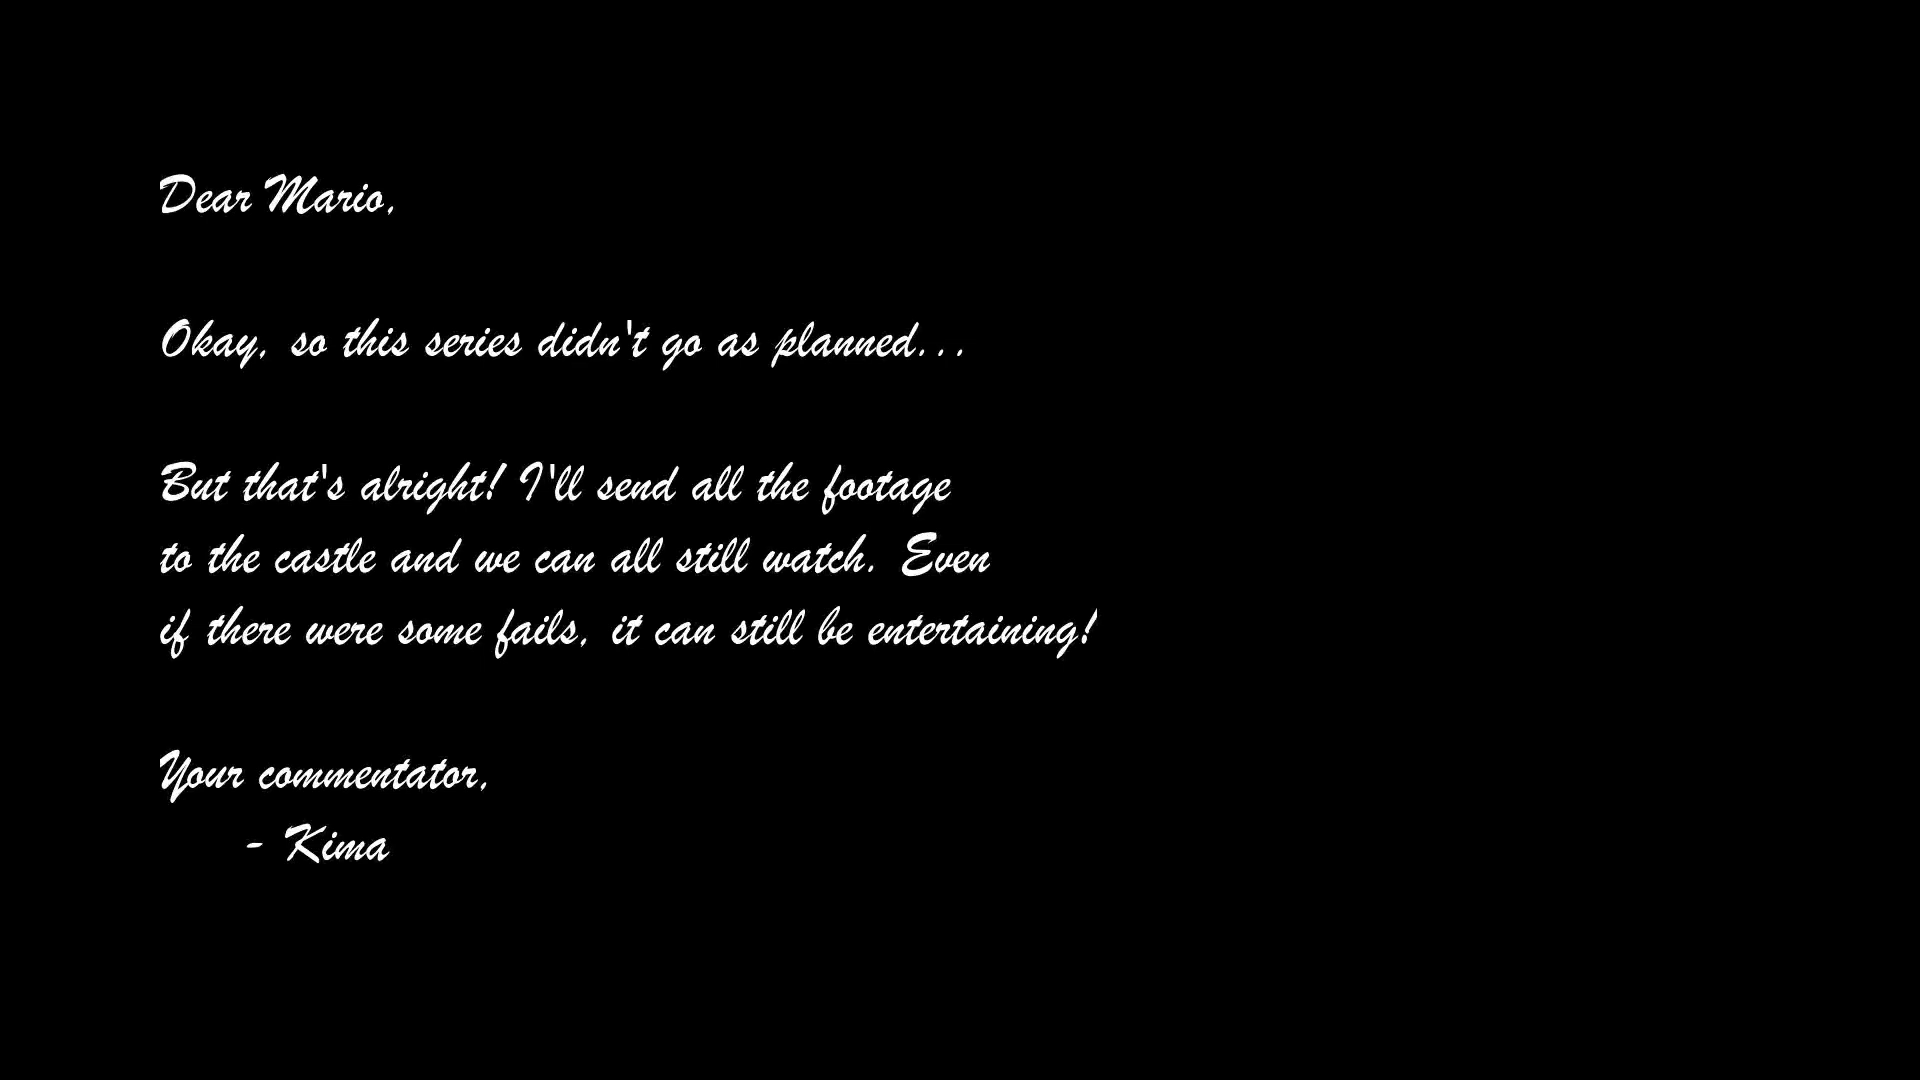 Dear Mario,
Okay, so this series didn't go as planned...
But that's alright! I'll send all the footage
to the castle and we can all still watch. Even
if there were some fails, it can still be entertaining!
Your commentator,
- Kima